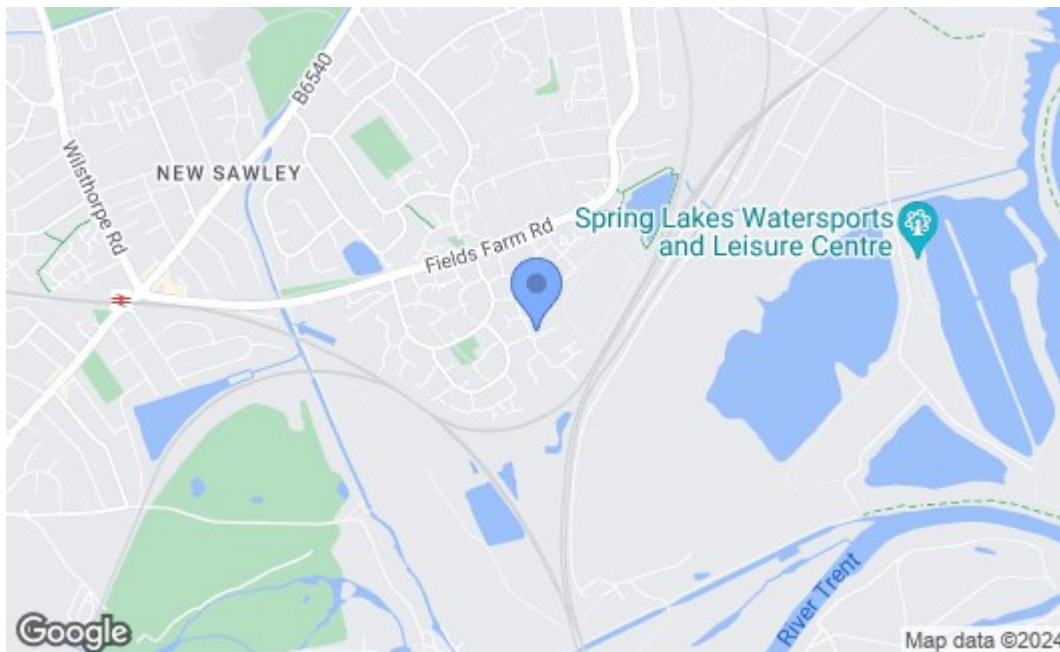 B6540
Wilsthorpe Rd
NEW SAWLEY
Fields Farm Rd
Spring Lakes Watersports
and Leisure Centre
River Trent
Google
Map data ©2024